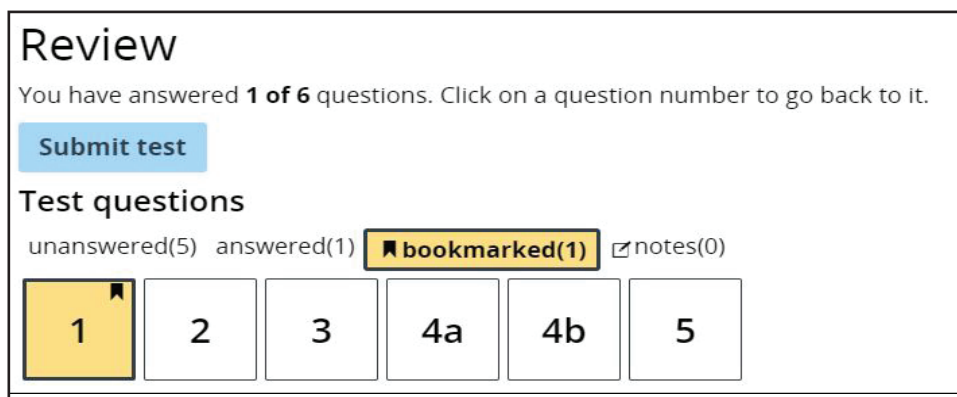 Review
You have answered 1 of 6 questions. Click on a question number to go back to it.
Submit test
Test questions
unanswered(5) answered(1) bookmarked(1) notes(0)
1 2 3 4a 4b 5